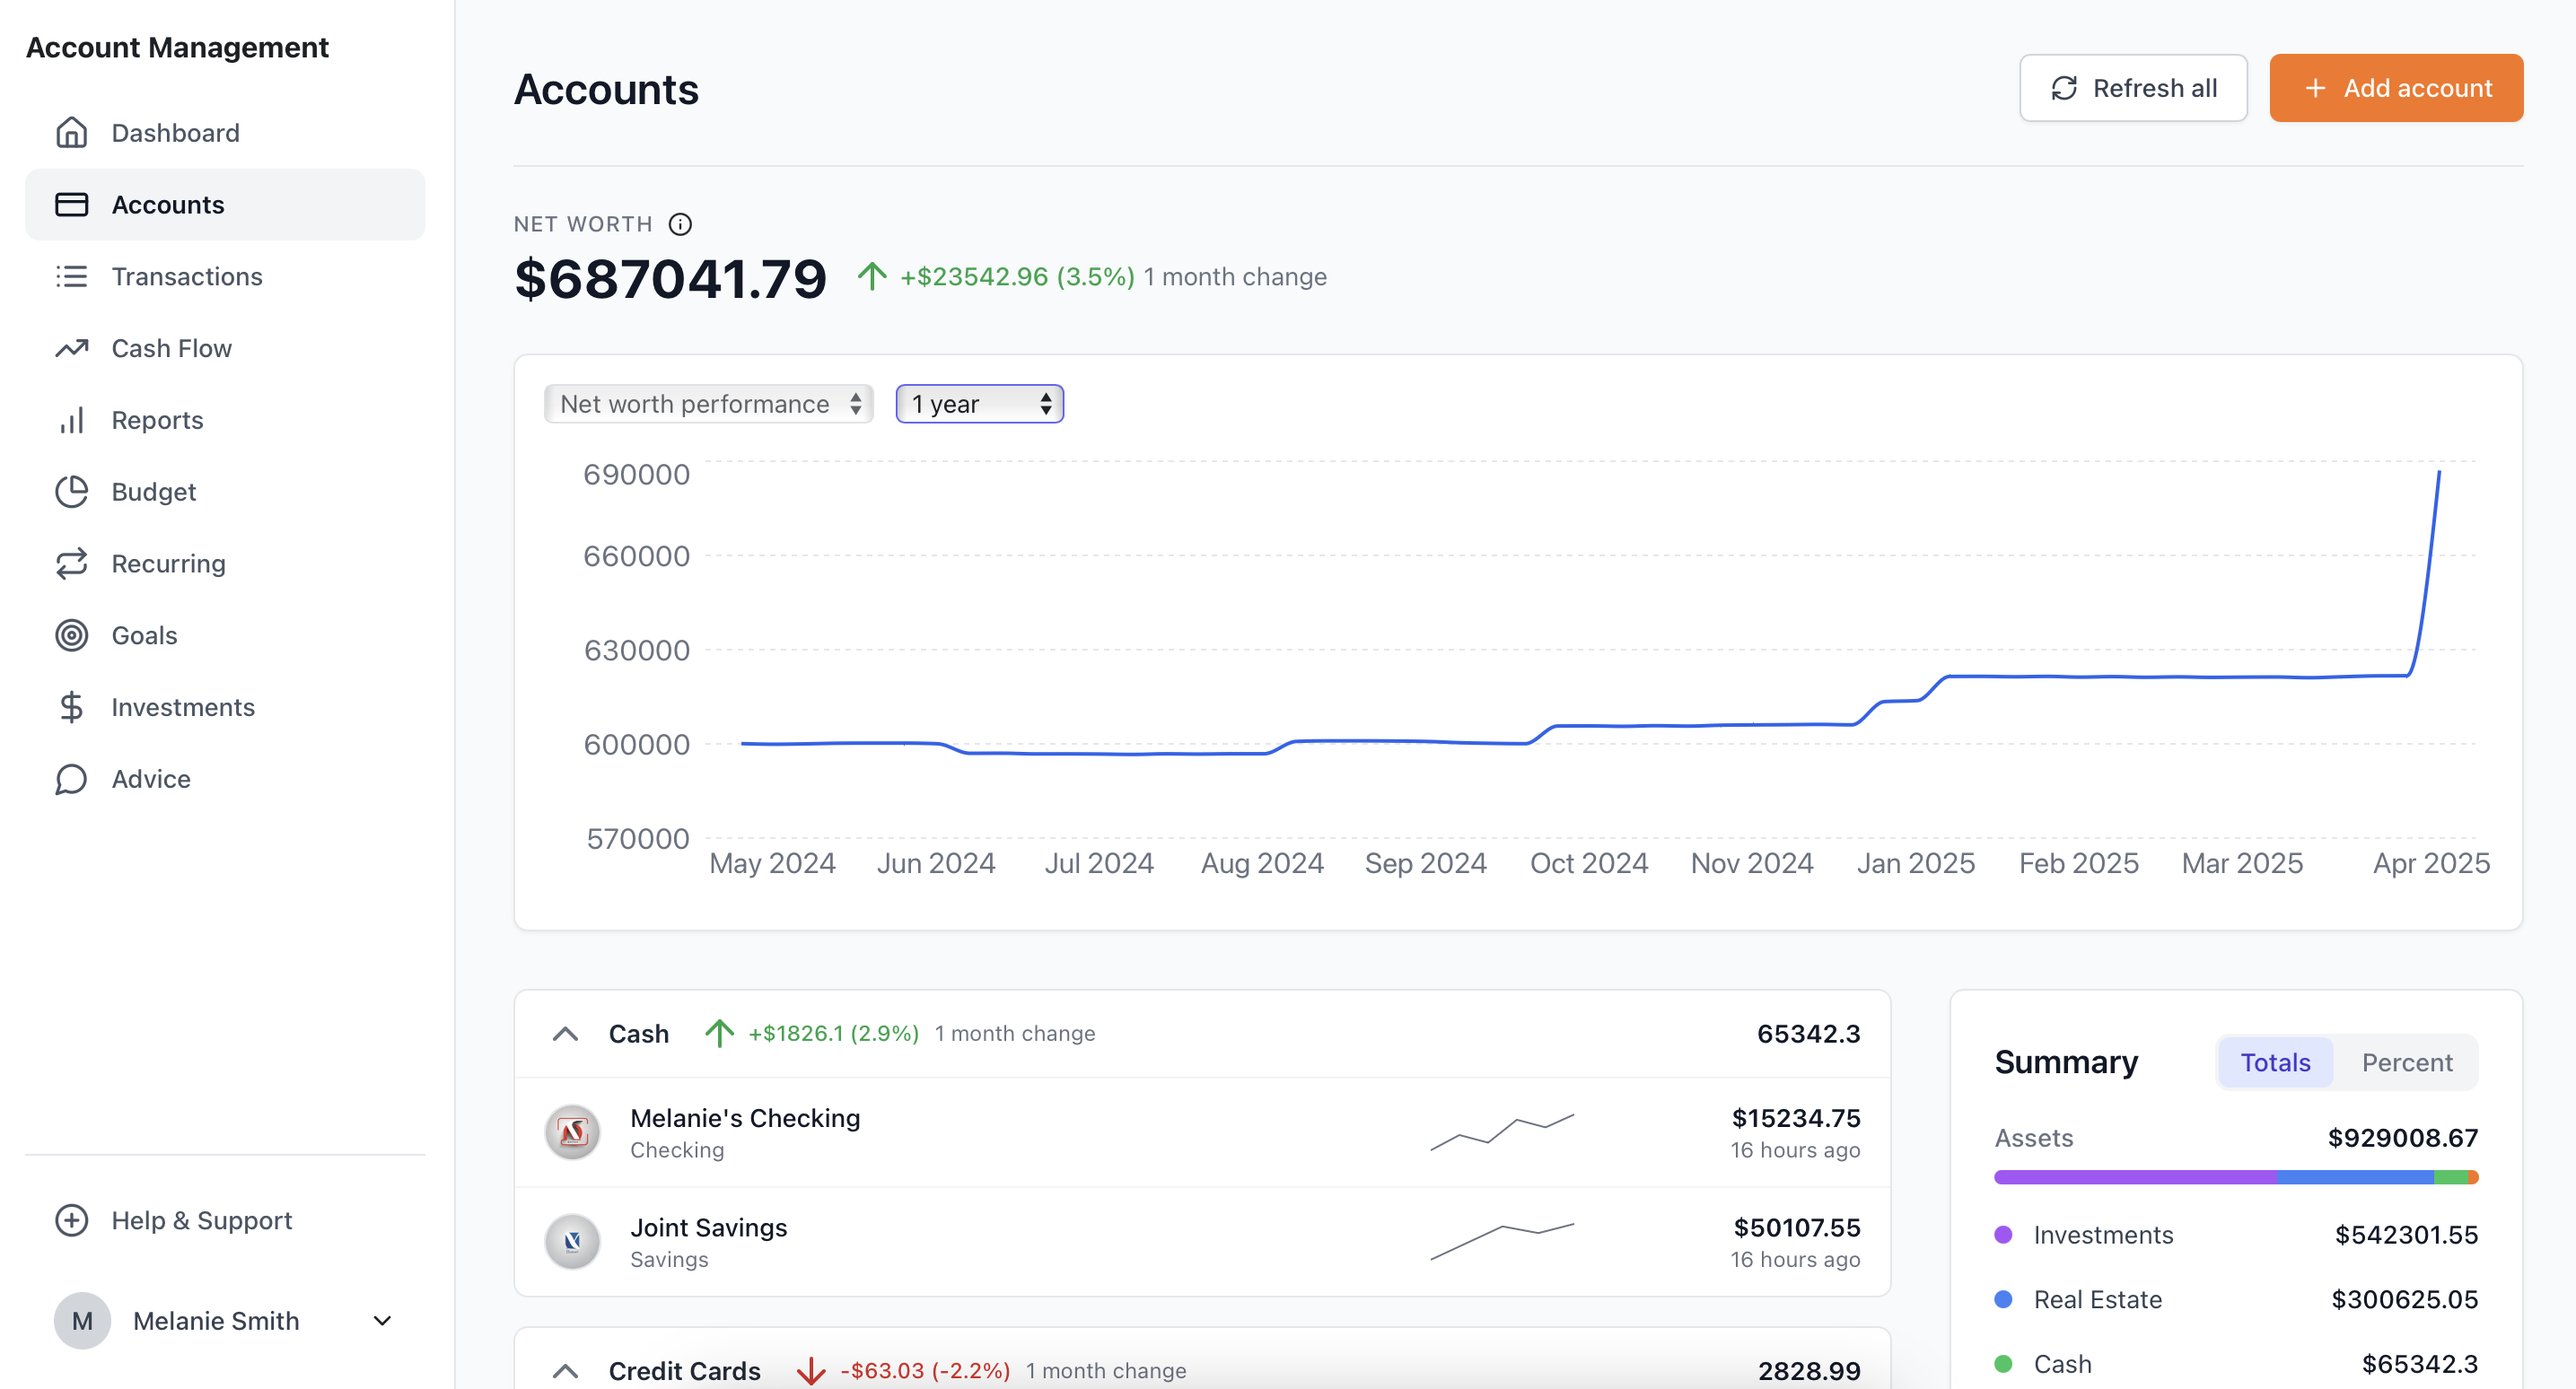 Account Management
Dashboard
Accounts
Transactions
Cash Flow
Reports
Budget
Recurring
Goals
Investments
Advice
Help & Support
M Melanie Smith
Accounts
Refresh all
+ Add account
NET WORTH
$687041.79 +$23542.96 (3.5%) 1 month change
Net worth performance 1 year
690000
660000
630000
600000
570000
May 2024 Jun 2024 Jul 2024 Aug 2024 Sep 2024 Oct 2024 Nov 2024 Jan 2025 Feb 2025 Mar 2025 Apr 2025
Cash +$1826.1 (2.9%) 1 month change 65342.3
Melanie's Checking $15234.75
Checking 16 hours ago
Joint Savings $50107.55
Savings 16 hours ago
Credit Cards -$63.03 (-2.2%) 1 month change 2828.99
Summary Totals Percent
Assets $929008.67
Investments $542301.55
Real Estate $300625.05
Cash $65342.3